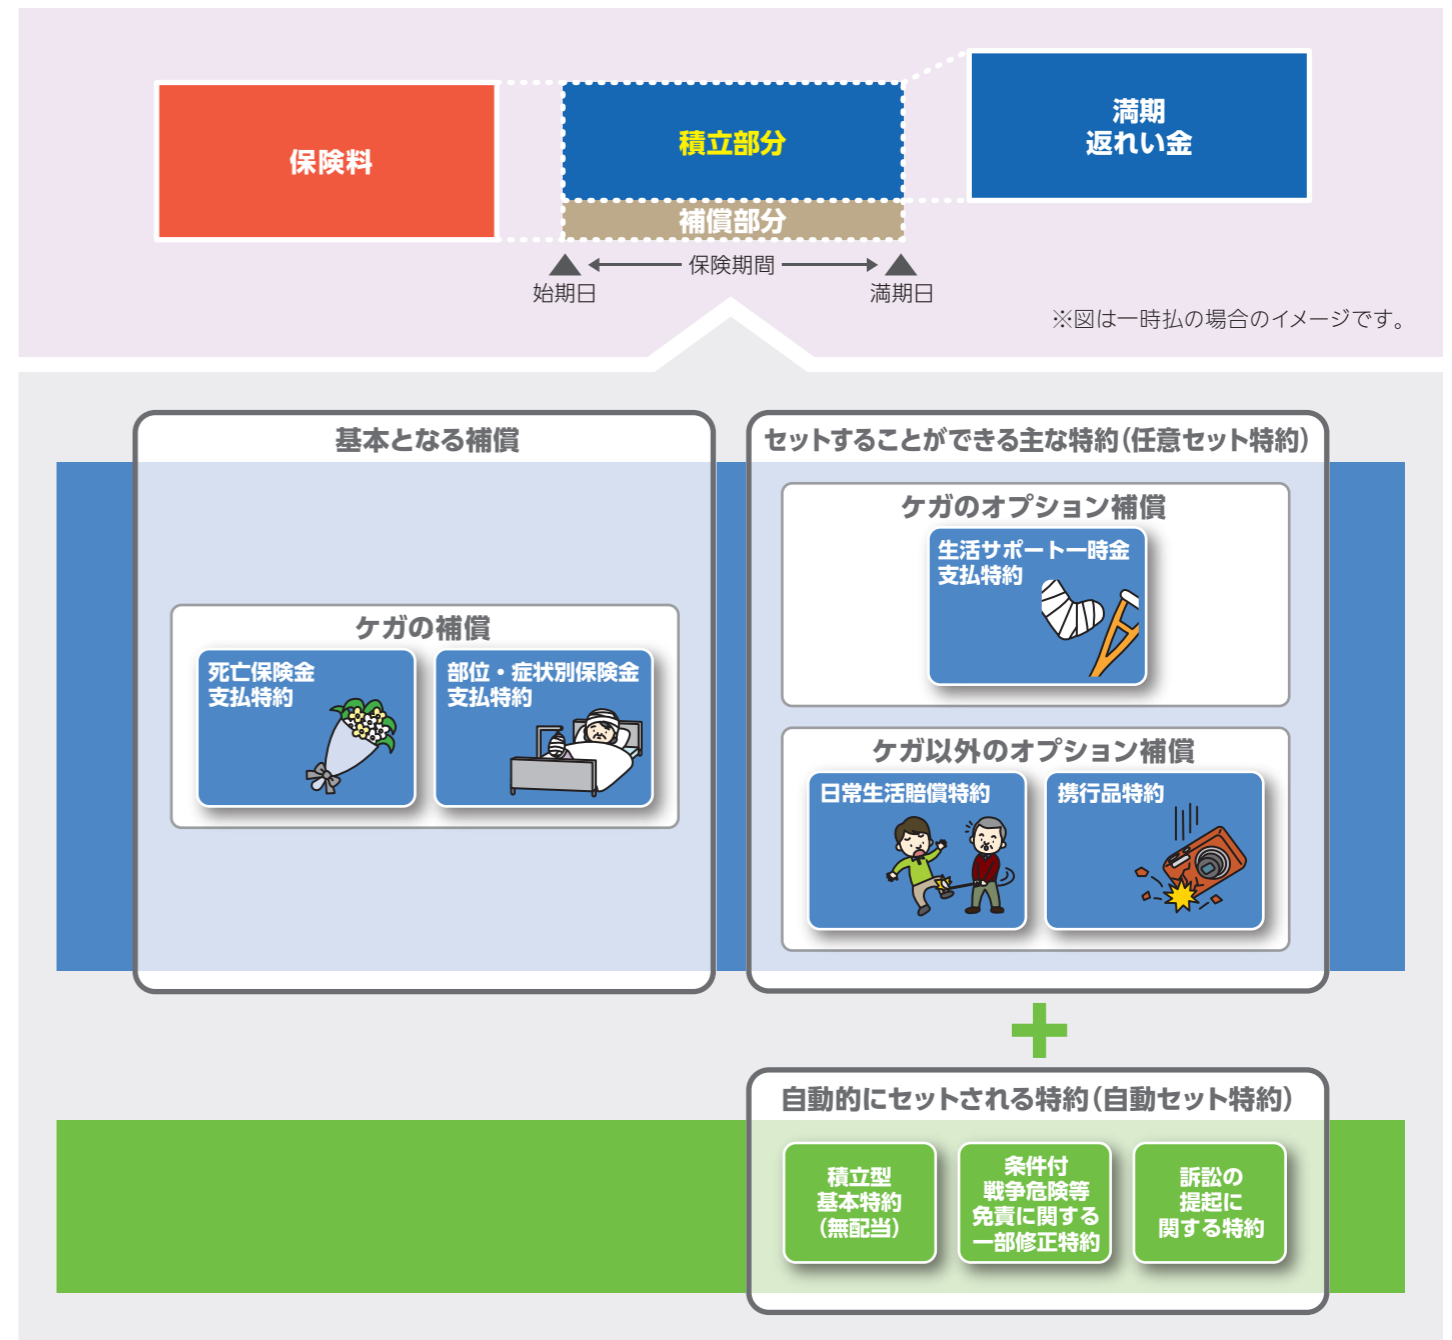 保険料
積立部分
補償部分
満期
返れい金
保険期間
始期日
満期日
※図は一時払の場合のイメージです。
基本となる補償
ケガの補償
死亡保険金
支払特約
部位・症状別保険金
支払特約
セットすることができる主な特約(任意セット特約)
ケガのオプション補償
生活サポート一時金
支払特約
ケガ以外のオプション補償
日常生活賠償特約
携行品特約
自動的にセットされる特約(自動セット特約)
積立型
基本特約
(無配当)
条件付
戦争危険等
免責に関する
一部修正特約
訴訟の
提起に
関する特約